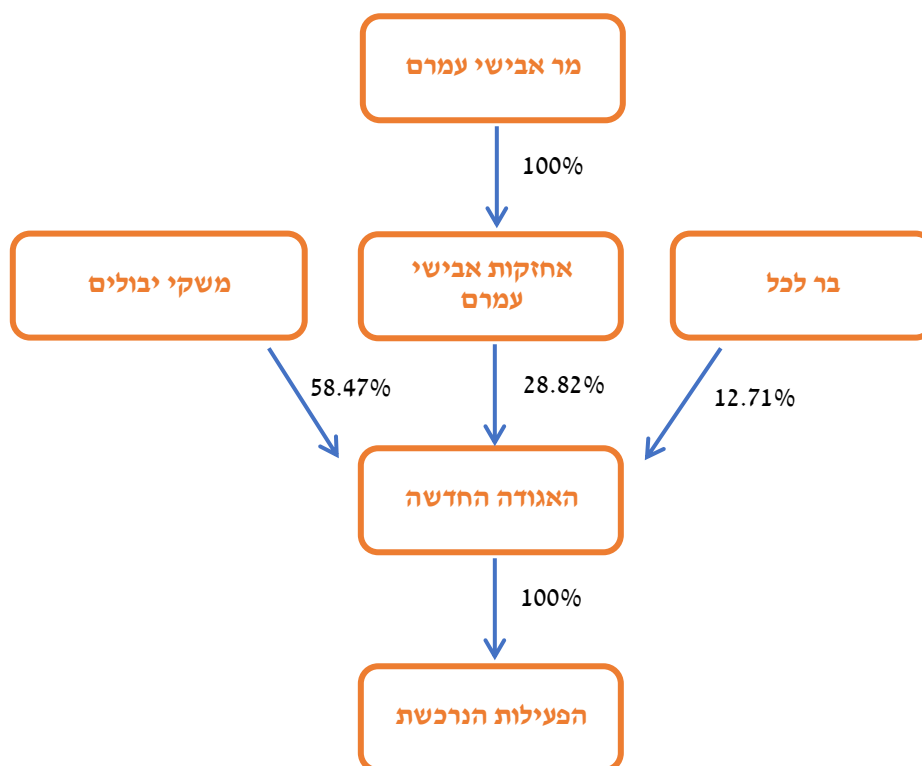 מר אבישי עמרם
100%
בר לכל
אחזקות אבישי
עמרם
משקי יבולים
12.71%
28.82%
58.47%
האגודה החדשה
100%
הפעילות הנרכשת